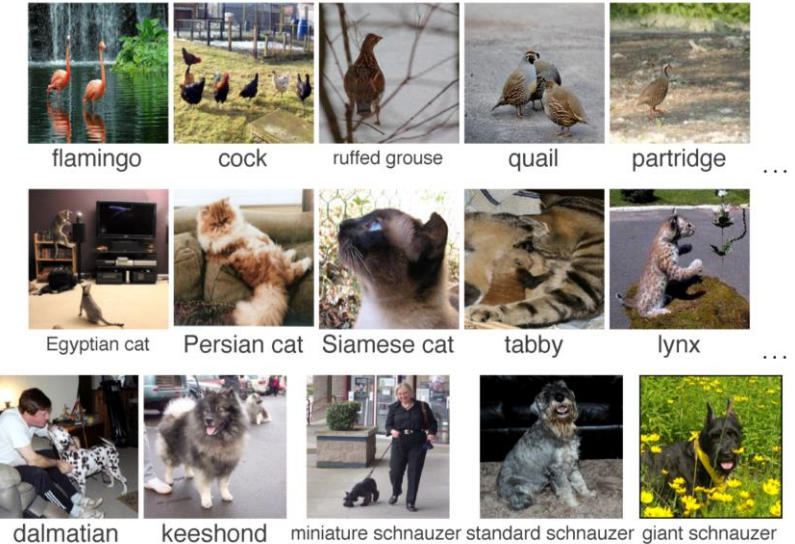 flamingo
cock
ruffed grouse
quail
partridge
...
Egyptian cat
Persian cat
Siamese cat
tabby
lynx
...
dalmatian
keeshond
miniature schnauzer
standard schnauzer
giant schnauzer